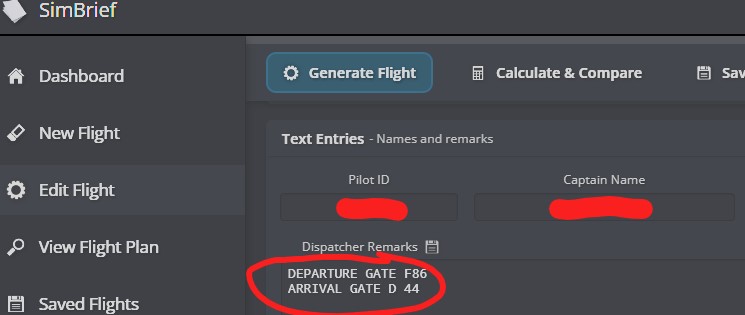 SimBrief
Dashboard
Generate Flight
Calculate & Compare
Sav
New Flight
Text Entries - Names and remarks
Pilot ID
Captain Name
Edit Flight
View Flight Plan
Dispatcher Remarks
DEPARTURE GATE F86
ARRIVAL GATE D 44
Saved Flights